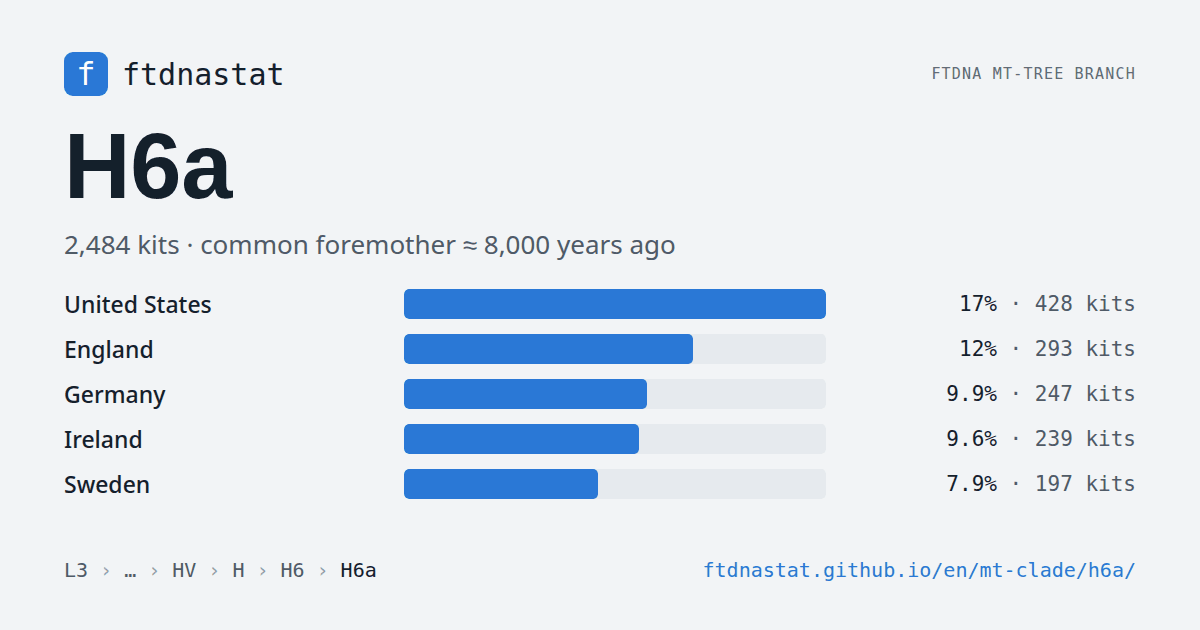 f ftdnastat
FTDNA MT-TREE BRANCH
H6a
2,484 kits · common foremother ≈ 8,000 years ago
United States 17% · 428 kits
England 12% · 293 kits
Germany 9.9% · 247 kits
Ireland 9.6% · 239 kits
Sweden 7.9% · 197 kits
L3 › … › HV › H › H6 › H6a
ftdnastat.github.io/en/mt-clade/h6a/